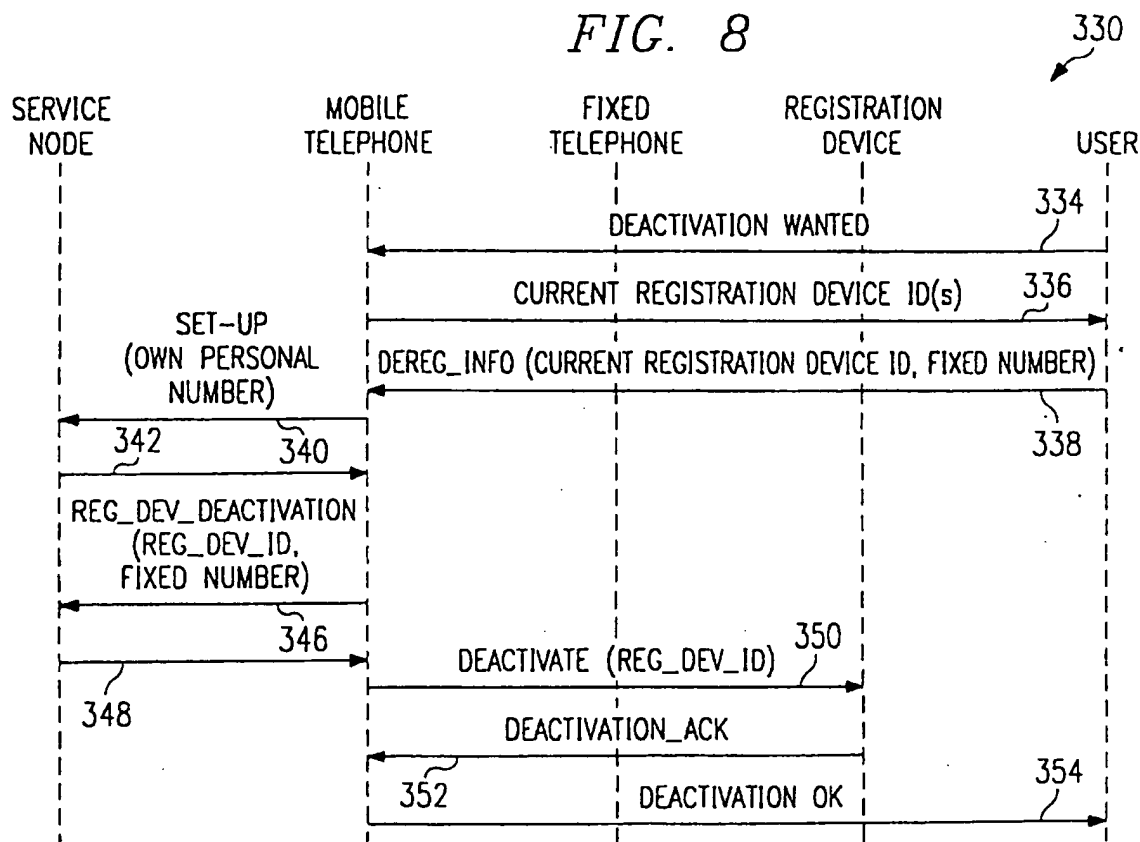 FIG. 8
330
SERVICE NODE
MOBILE TELEPHONE
FIXED TELEPHONE
REGISTRATION DEVICE
USER
334
DEACTIVATION WANTED
CURRENT REGISTRATION DEVICE ID(s)
336
SET-UP
(OWN PERSONAL
NUMBER)
DEREG_INFO (CURRENT REGISTRATION DEVICE ID, FIXED NUMBER)
338
340
342
REG_DEV_DEACTIVATION
(REG_DEV_ID,
FIXED NUMBER)
346
348
DEACTIVATE (REG_DEV_ID)
350
DEACTIVATION_ACK
352
DEACTIVATION OK
354